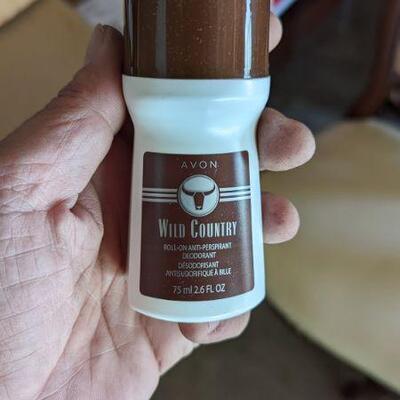 AVON
WILD COUNTRY
ROLL-ON ANTI-PERSPIRANT
DEODORANT
DÉSODORISANT
ANTISUDORIFIQUE À BILLE
75 ml 2.6 FL OZ